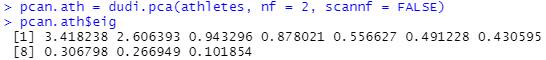 > pcan.ath = dudi.pca(athletes, nf = 2, scannf = FALSE)
> pcan.ath$eig
[1] 3.418238 2.606393 0.943296 0.878021 0.556627 0.491228 0.430595
[8] 0.306798 0.266949 0.101854